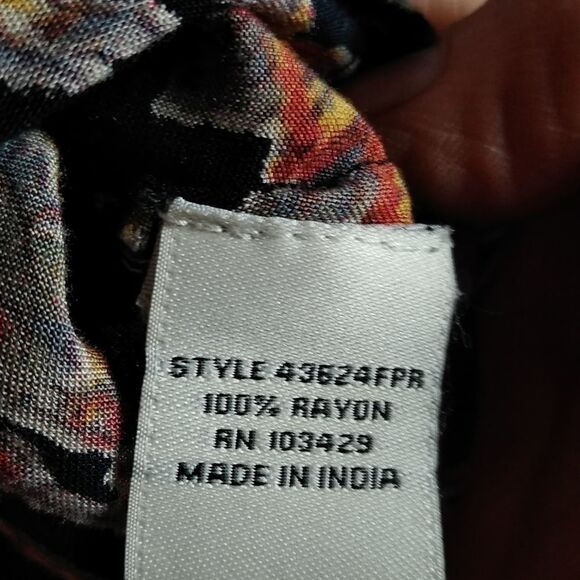 STYLE 43624FPR
100% RAYON
RN 103429
MADE IN INDIA